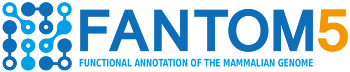 FANTOM5
FUNCTIONAL ANNOTATION OF THE MAMMALIAN GENOME